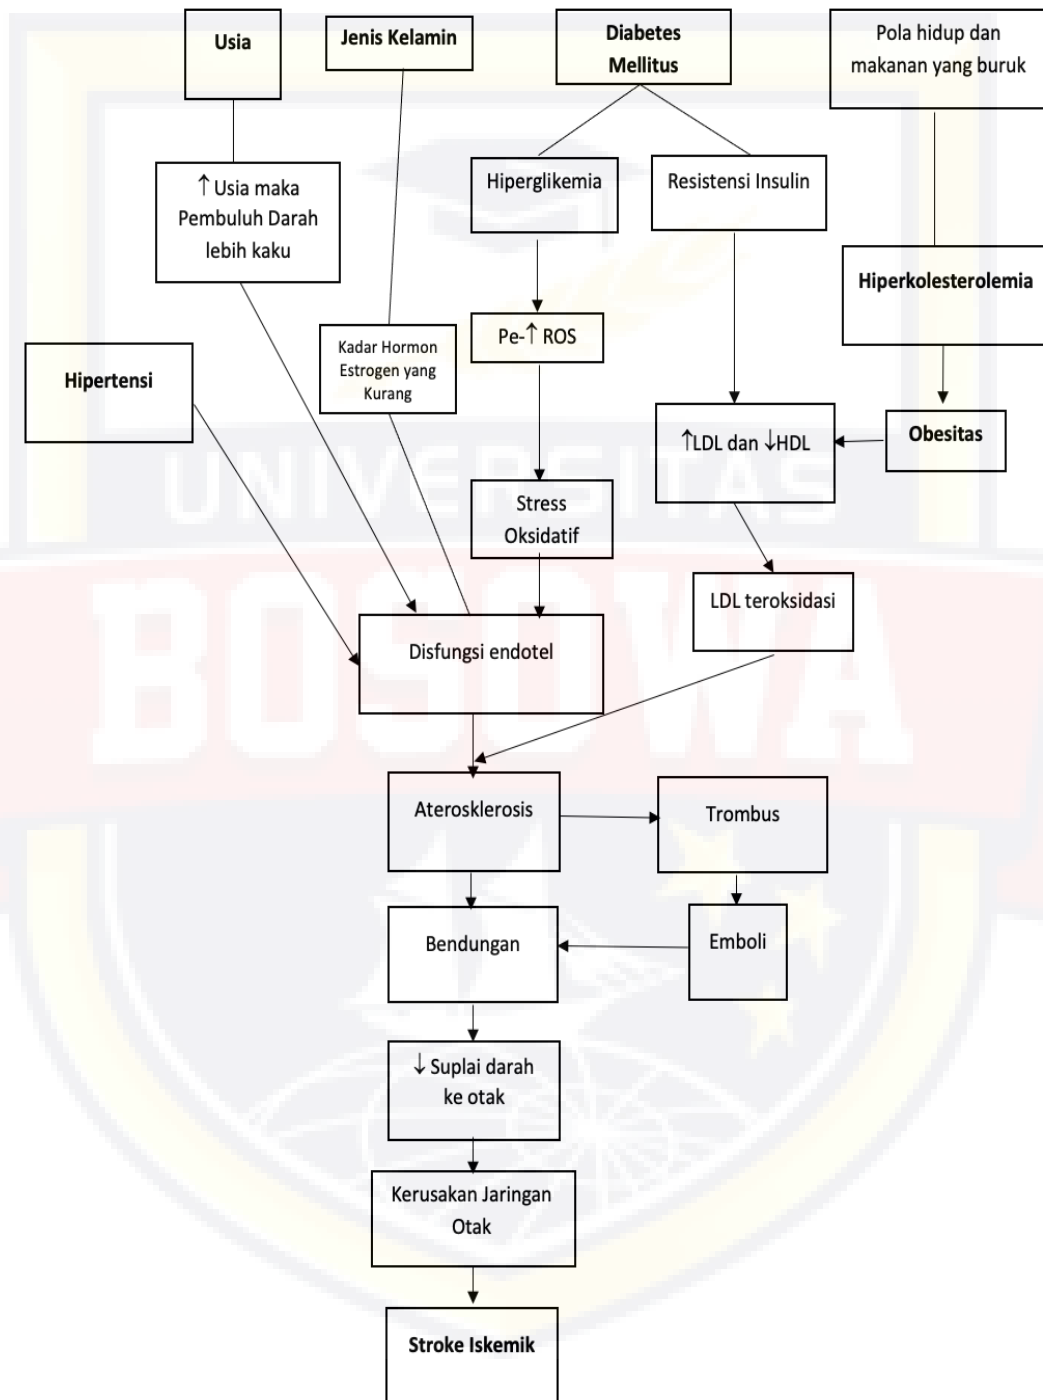 Usia
Jenis Kelamin
Diabetes
Mellitus
Pola hidup dan
makanan yang buruk
↑ Usia maka
Pembuluh Darah
lebih kaku
Hiperglikemia
Resistensi Insulin
Hiperkolesterolemia
Hipertensi
Kadar Hormon
Estrogen yang
Kurang
Pe-↑ ROS
↑LDL dan ↓HDL
Obesitas
UNIVERSITAS
Stress
Oksidatif
LDL teroksidasi
Disfungsi endotel
BOSOWA
Aterosklerosis
Trombus
Bendungan
Emboli
↓ Suplai darah
ke otak
Kerusakan Jaringan
Otak
Stroke Iskemik